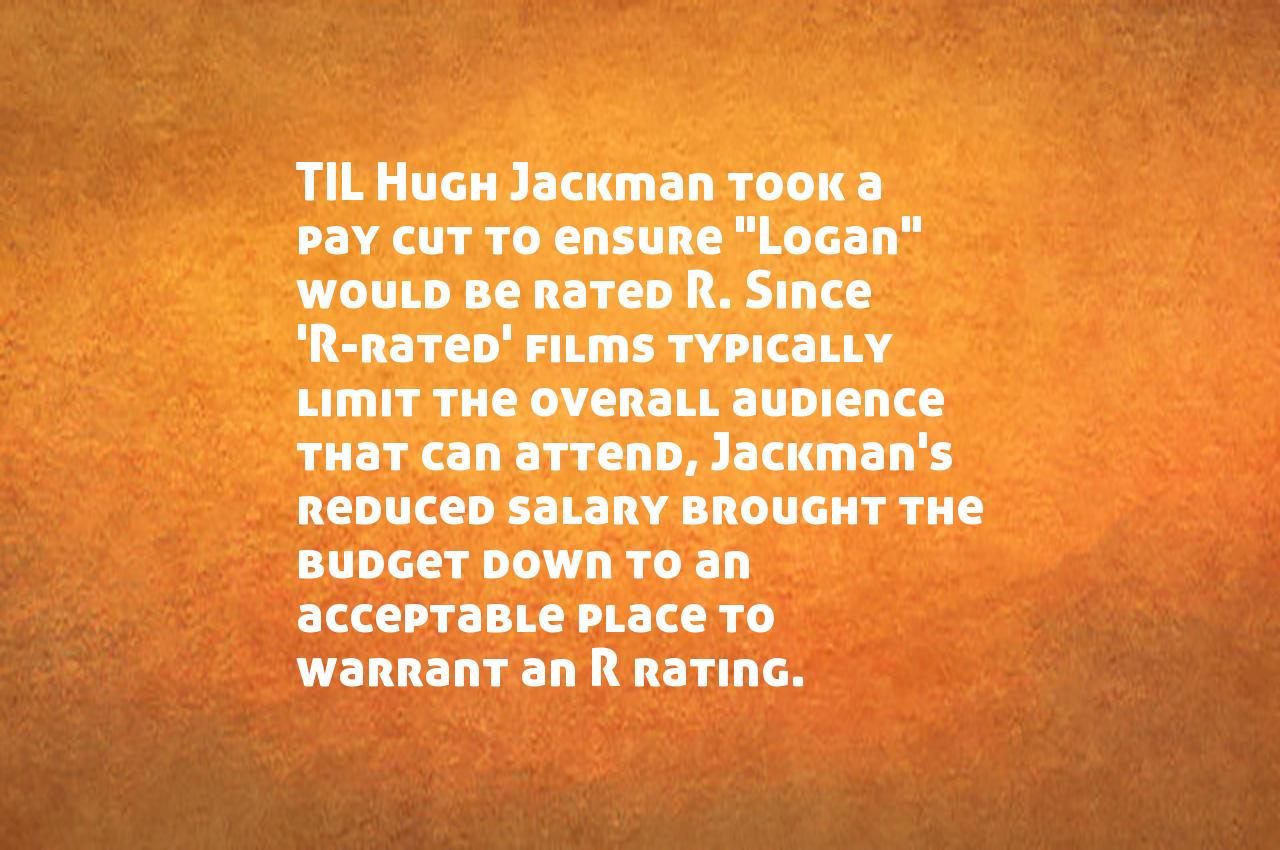 TIL Hugh Jackman took a
pay cut to ensure "Logan"
would be rated R. Since
'R-rated' films typically
limit the overall audience
that can attend, Jackman's
reduced salary brought the
budget down to an
acceptable place to
warrant an R rating.